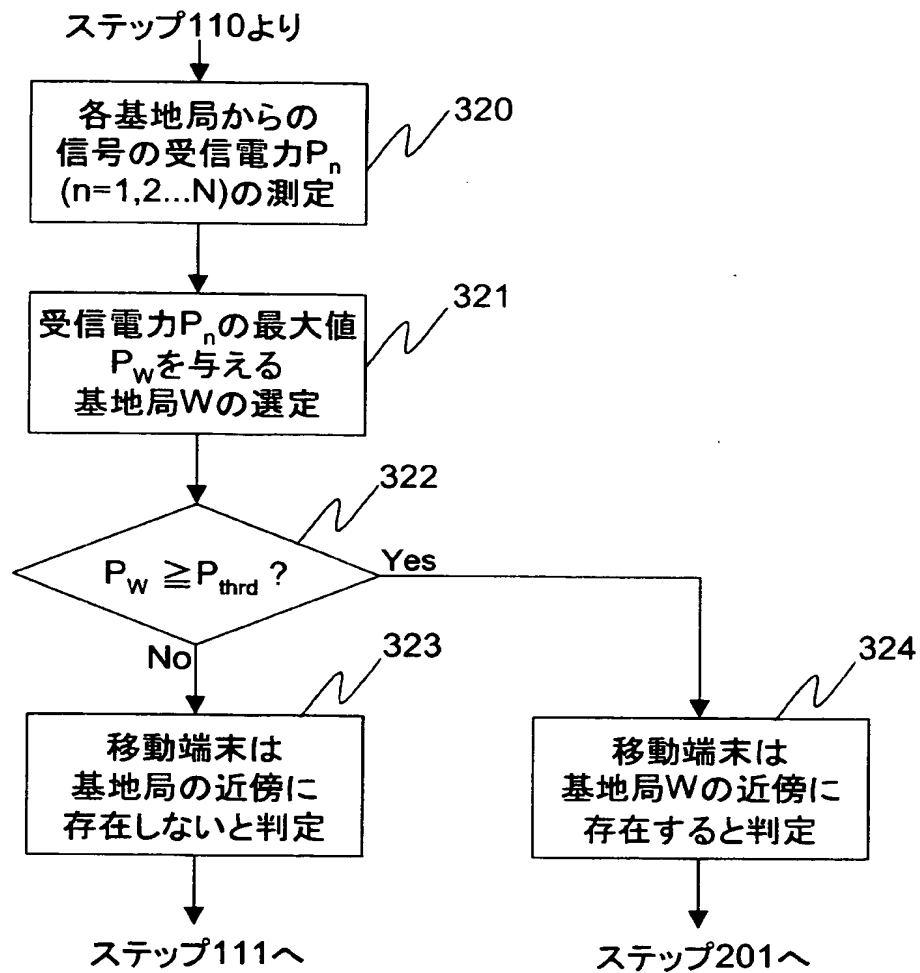 ステップ110より
各基地局からの
信号の受信電力Pn
(n=1,2...N)の測定
320
受信電力Pnの最大値
PWを与える
基地局Wの選定
321
322
PW ≧Pthrd ?
Yes
No
323
移動端末は
基地局の近傍に
存在しないと判定
324
移動端末は
基地局Wの近傍に
存在すると判定
ステップ111へ
ステップ201へ